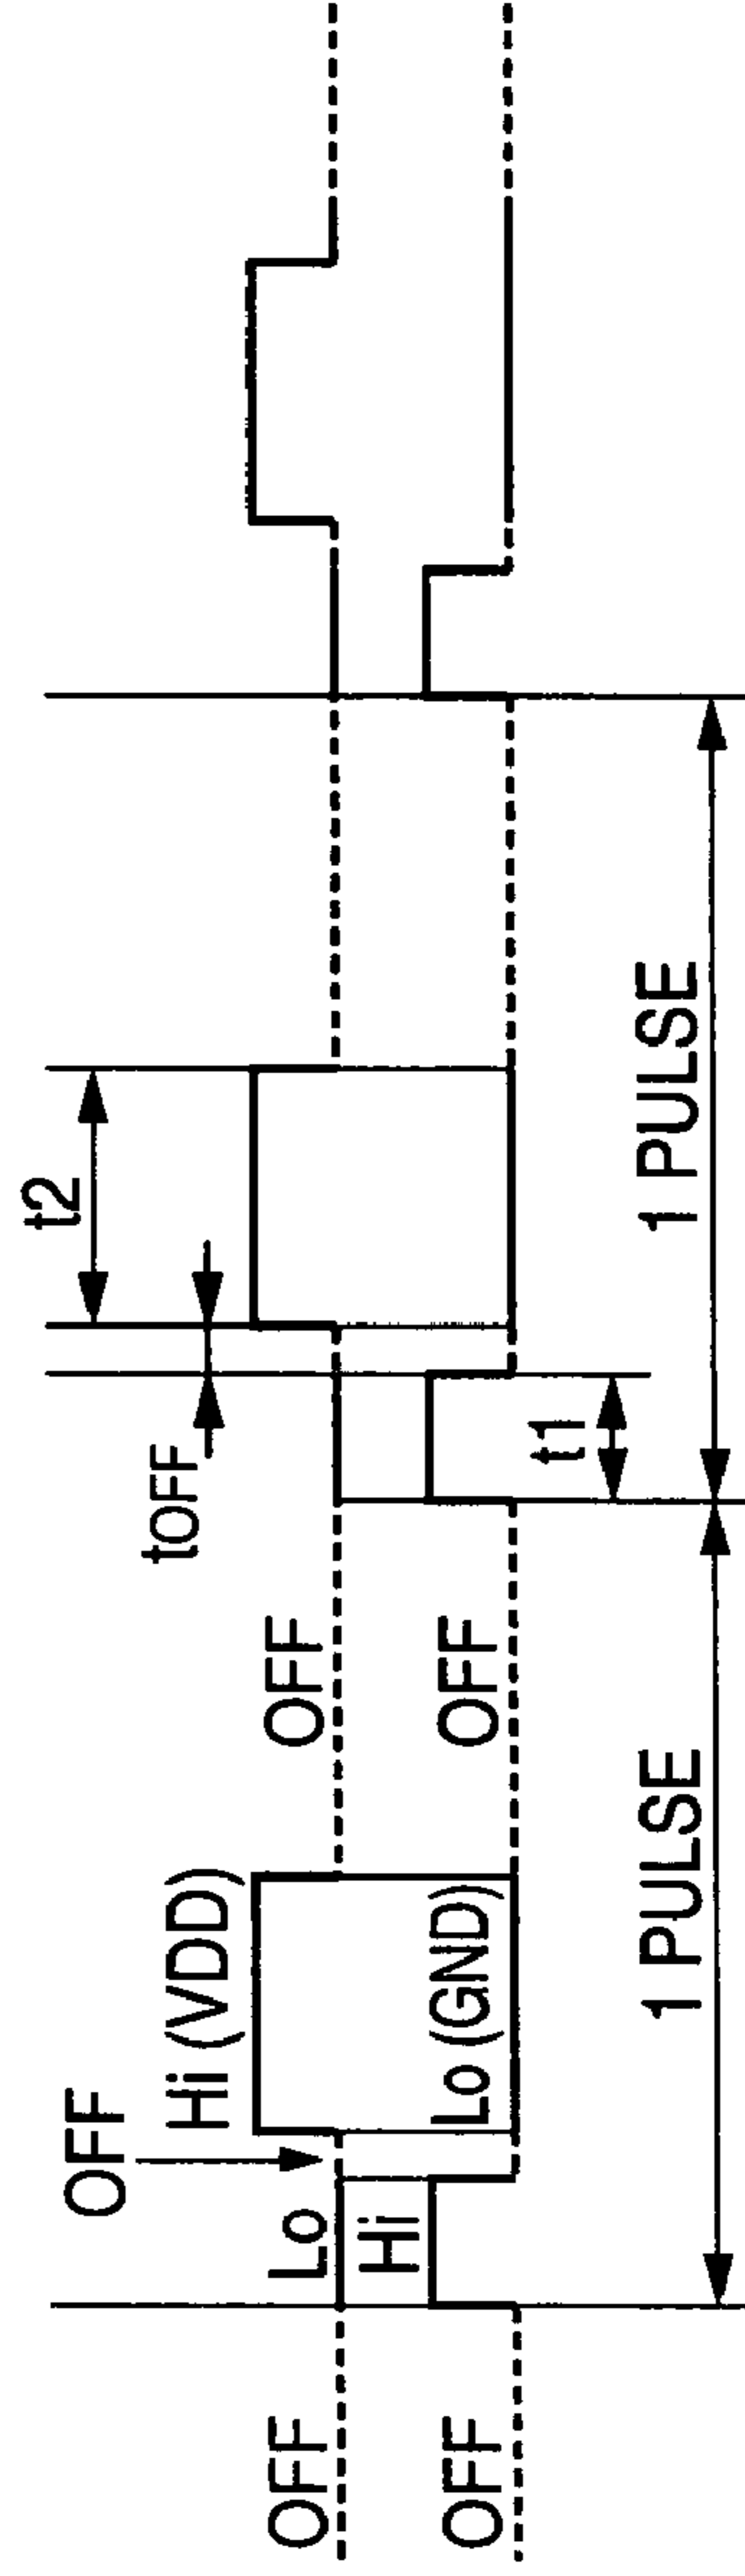 t2
tOFF
OFF
Hi (VDD)
OFF
Lo
OFF
Hi
Lo (GND)
OFF
OFF
t1
1 PULSE
1 PULSE